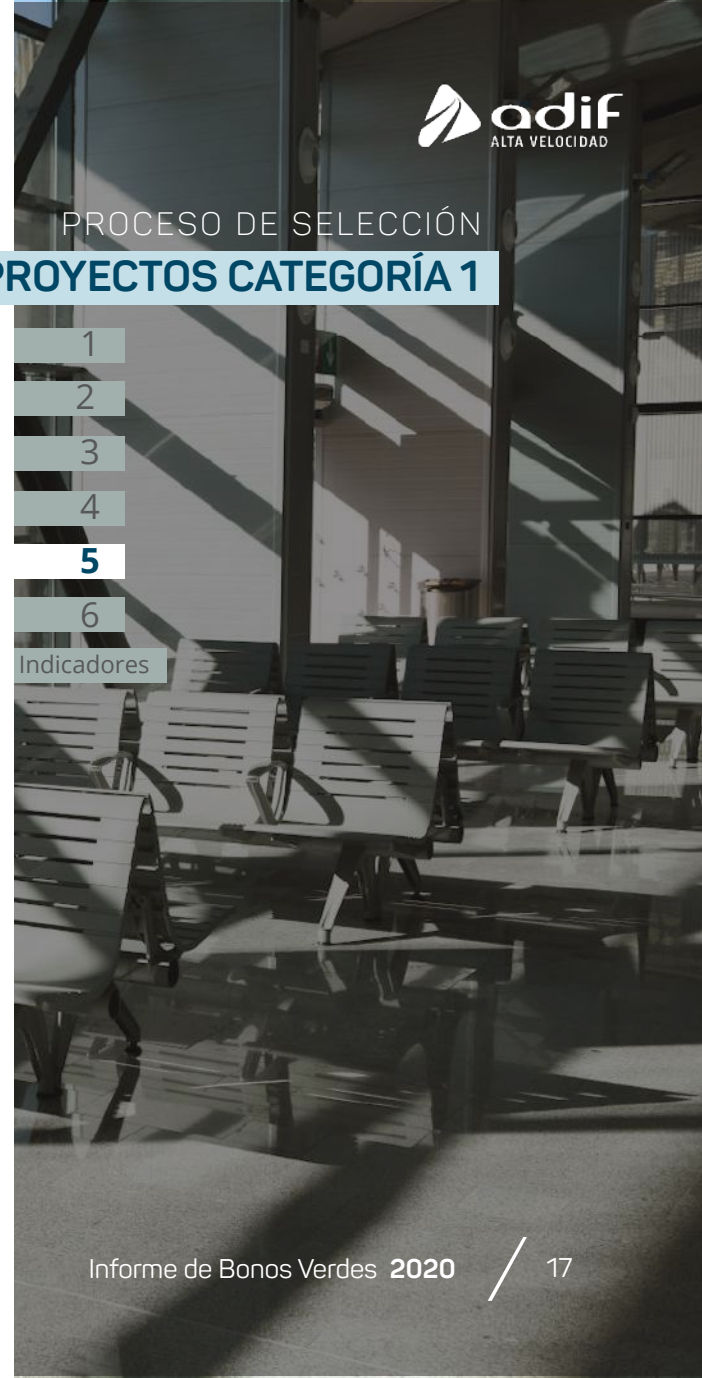 adif
ALTA VELOCIDAD
PROCESO DE SELECCIÓN
PROYECTOS CATEGORÍA 1
1
2
3
4
5
6
Indicadores
Informe de Bonos Verdes 2020 / 17